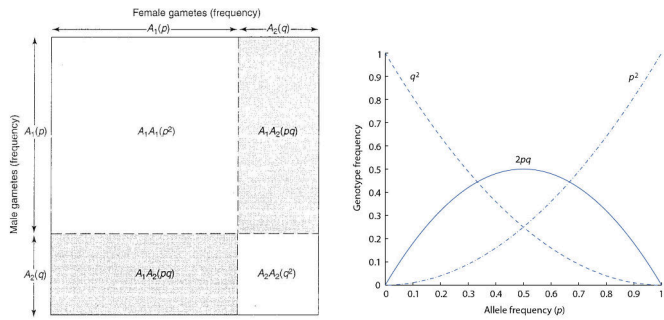 Female gametes (frequency)
A₁(p) A₂(q)
Male gametes (frequency)
A₁(p)
A₁A₁(p²) A₁A₂(pq)
A₂(q)
A₁A₂(pq) A₂A₂(q²)
1
0.9
0.8
0.7
0.6
0.5
0.4
0.3
0.2
0.1
0
Genotype frequency
q² p²
2pq
0 0.1 0.2 0.3 0.4 0.5 0.6 0.7 0.8 0.9 1
Allele frequency (p)